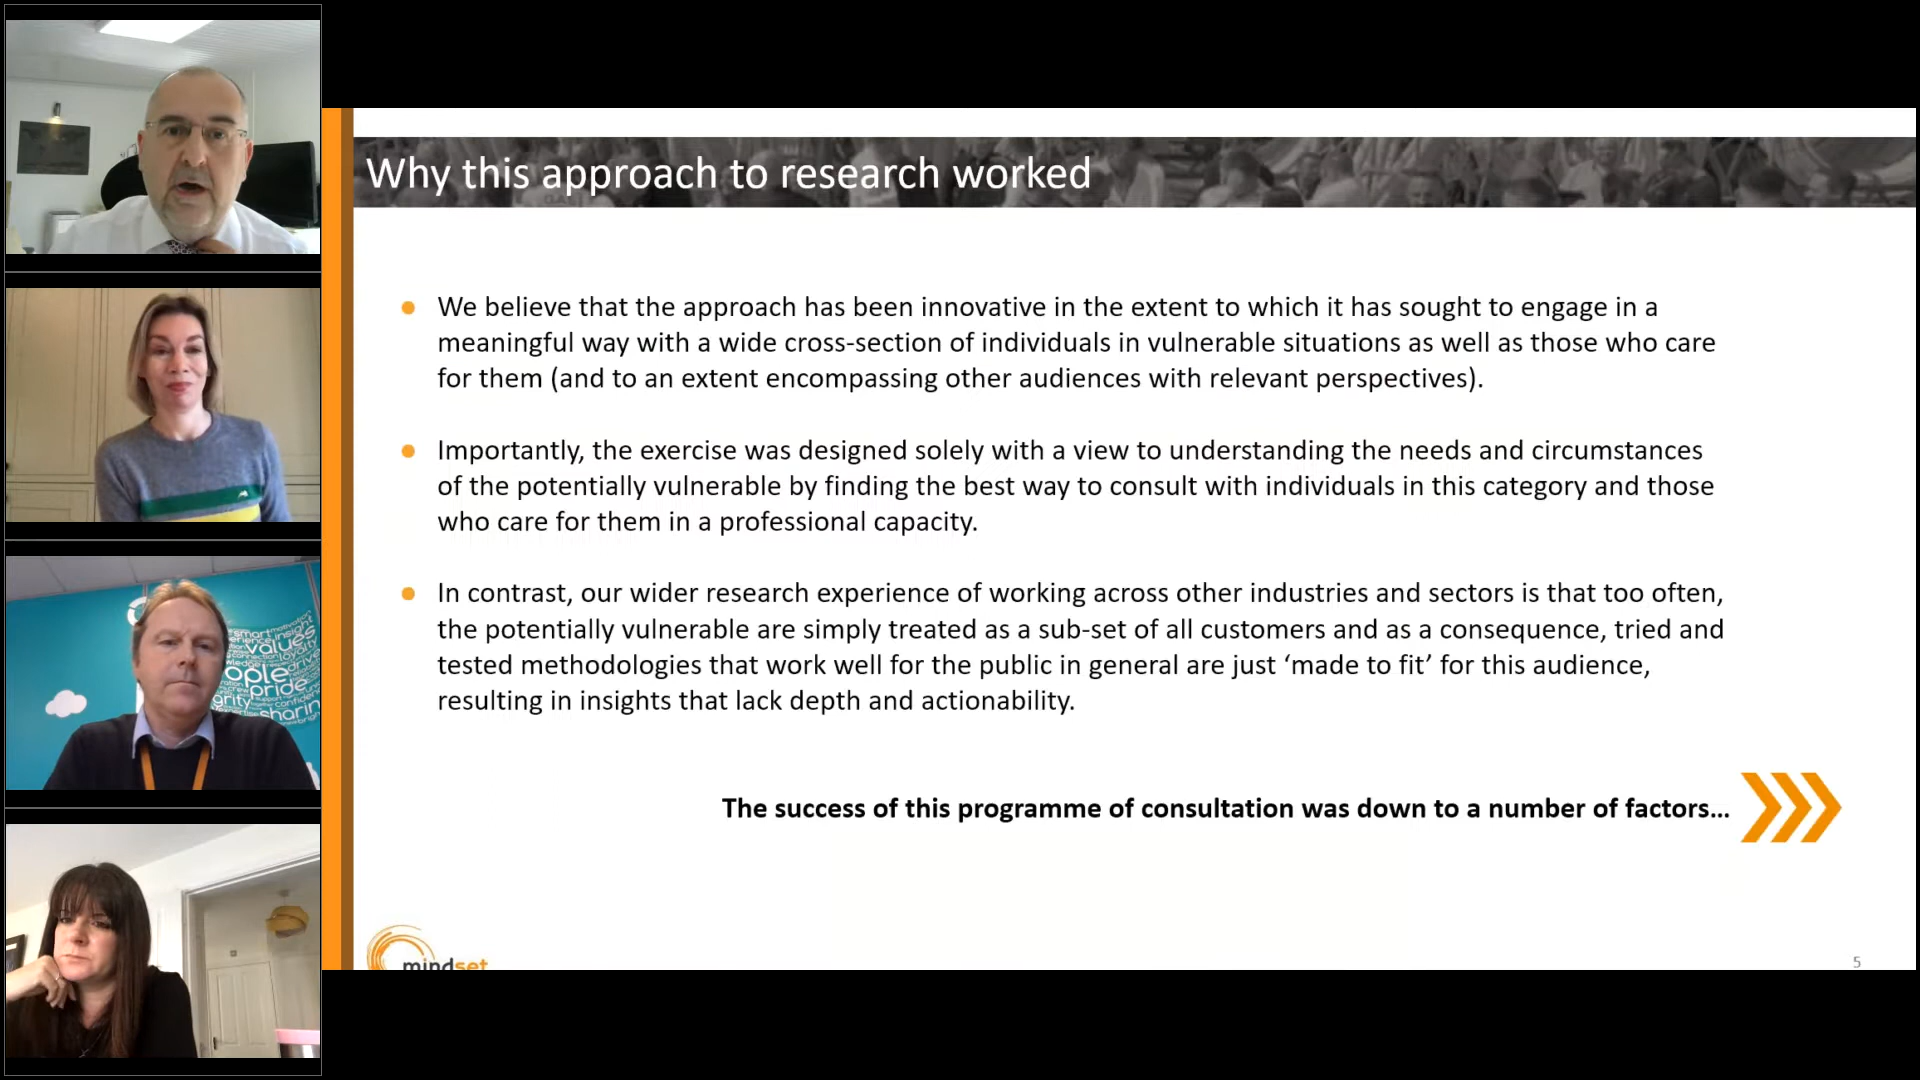 Why this approach to research worked
We believe that the approach has been innovative in the extent to which it has sought to engage in a
meaningful way with a wide cross-section of individuals in vulnerable situations as well as those who care
for them (and to an extent encompassing other audiences with relevant perspectives).
Importantly, the exercise was designed solely with a view to understanding the needs and circumstances
of the potentially vulnerable by finding the best way to consult with individuals in this category and those
who care for them in a professional capacity.
In contrast, our wider research experience of working across other industries and sectors is that too often,
the potentially vulnerable are simply treated as a sub-set of all customers and as a consequence, tried and
tested methodologies that work well for the public in general are just ‘made to fit’ for this audience,
resulting in insights that lack depth and actionability.
The success of this programme of consultation was down to a number of factors...
mindset
5
smart insight
values
pride
sharin